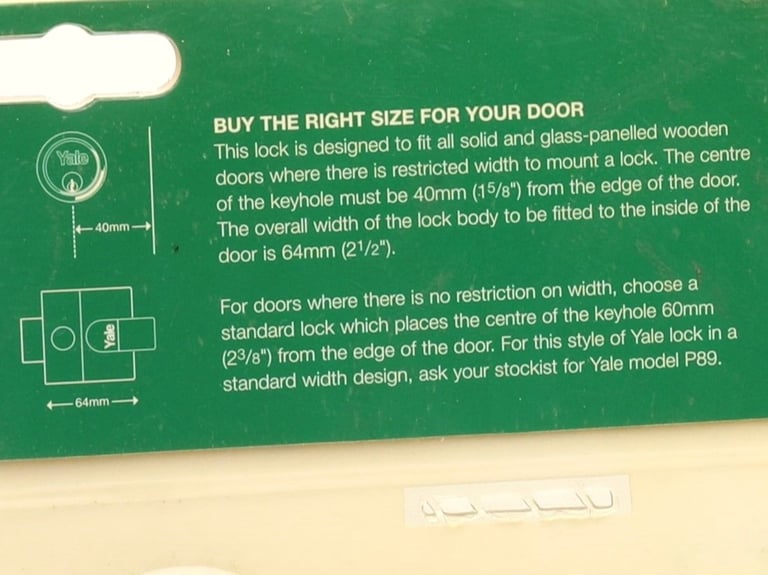 BUY THE RIGHT SIZE FOR YOUR DOOR
This lock is designed to fit all solid and glass-panelled wooden
doors where there is restricted width to mount a lock. The centre
of the keyhole must be 40mm (15/8") from the edge of the door.
The overall width of the lock body to be fitted to the inside of the
door is 64mm (21/2").
For doors where there is no restriction on width, choose a
standard lock which places the centre of the keyhole 60mm
(23/8") from the edge of the door. For this style of Yale lock in a
standard width design, ask your stockist for Yale model P89.
Yale
40mm
Yale
64mm